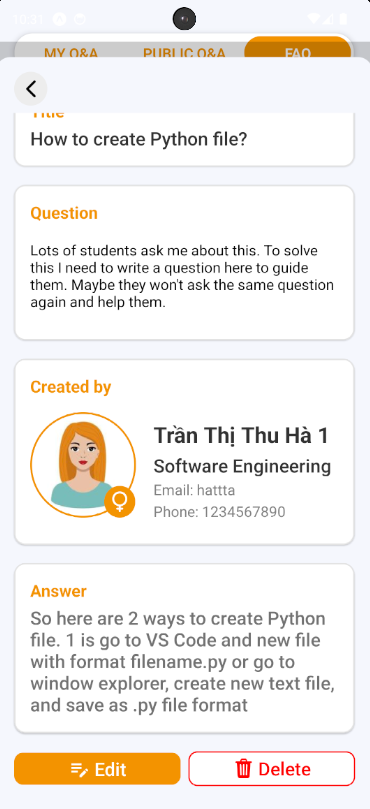 10:31
MY Q&A PUBLIC Q&A FAQ
Title
How to create Python file?
Question
Lots of students ask me about this. To solve
this I need to write a question here to guide
them. Maybe they won't ask the same question
again and help them.
Created by
Trần Thị Thu Hà 1
Software Engineering
Email: hattta
Phone: 1234567890
Answer
So here are 2 ways to create Python
file. 1 is go to VS Code and new file
with format filename.py or go to
window explorer, create new text file,
and save as .py file format
Edit Delete